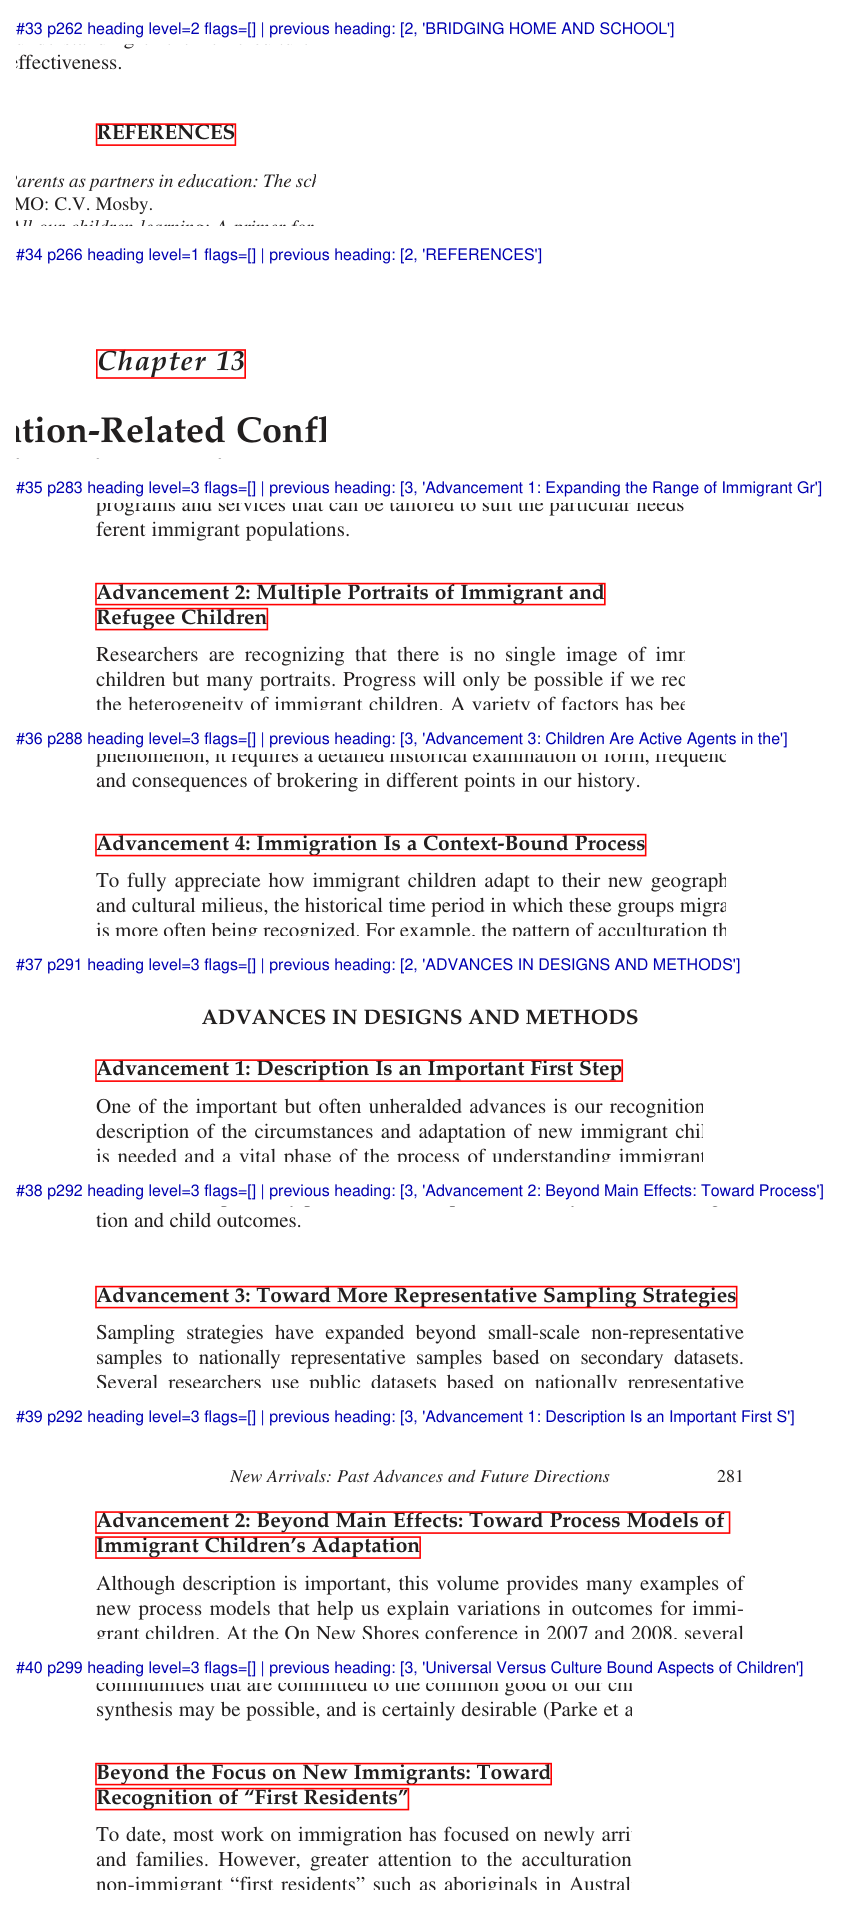 #33 p262 heading level=2 flags=[] | previous heading: [2, 'BRIDGING HOME AND SCHOOL']
effectiveness.
REFERENCES
arents as partners in education: The scl
MO: C.V. Mosby.
All our children learning: A primer for
#34 p266 heading level=1 flags=[] | previous heading: [2, 'REFERENCES']
Chapter 13
ation-Related Confl
#35 p283 heading level=3 flags=[] | previous heading: [3, 'Advancement 1: Expanding the Range of Immigrant Gr']
programs and services that can be tailored to suit the particular needs
ferent immigrant populations.
Advancement 2: Multiple Portraits of Immigrant and
Refugee Children
Researchers are recognizing that there is no single image of imm
children but many portraits. Progress will only be possible if we rec
the heterogeneity of immigrant children. A variety of factors has bee
#36 p288 heading level=3 flags=[] | previous heading: [3, 'Advancement 3: Children Are Active Agents in the']
phenomenon, it requires a detailed historical examination of form, frequenc
and consequences of brokering in different points in our history.
Advancement 4: Immigration Is a Context-Bound Process
To fully appreciate how immigrant children adapt to their new geograph
and cultural milieus, the historical time period in which these groups migra
is more often being recognized. For example, the pattern of acculturation th
#37 p291 heading level=3 flags=[] | previous heading: [2, 'ADVANCES IN DESIGNS AND METHODS']
ADVANCES IN DESIGNS AND METHODS
Advancement 1: Description Is an Important First Step
One of the important but often unheralded advances is our recognition
description of the circumstances and adaptation of new immigrant chil
is needed and a vital phase of the process of understanding immigrant
#38 p292 heading level=3 flags=[] | previous heading: [3, 'Advancement 2: Beyond Main Effects: Toward Process']
tion and child outcomes.
Advancement 3: Toward More Representative Sampling Strategies
Sampling strategies have expanded beyond small-scale non-representative
samples to nationally representative samples based on secondary datasets.
Several researchers use public datasets based on nationally representative
#39 p292 heading level=3 flags=[] | previous heading: [3, 'Advancement 1: Description Is an Important First S']
New Arrivals: Past Advances and Future Directions 281
Advancement 2: Beyond Main Effects: Toward Process Models of
Immigrant Children’s Adaptation
Although description is important, this volume provides many examples of
new process models that help us explain variations in outcomes for immi-
grant children. At the On New Shores conference in 2007 and 2008, several
#40 p299 heading level=3 flags=[] | previous heading: [3, 'Universal Versus Culture Bound Aspects of Children']
communities that are committed to the common good of our chi
synthesis may be possible, and is certainly desirable (Parke et a
Beyond the Focus on New Immigrants: Toward
Recognition of “First Residents”
To date, most work on immigration has focused on newly arri
and families. However, greater attention to the acculturation
non-immigrant “first residents” such as aboriginals in Austral